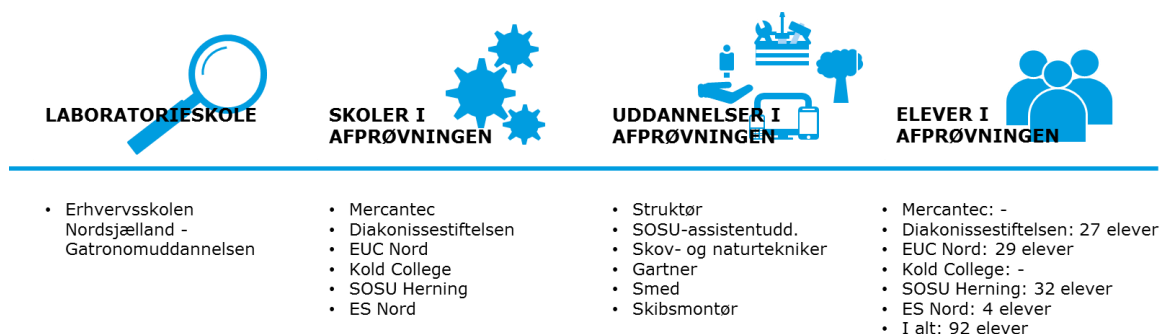 LABORATORIESKOLE
• Erhvervsskolen
Nordsjælland -
Gatronomuddannelsen
SKOLER I
AFPRØVNINGEN
• Mercantec
• Diakonissestiftelsen
• EUC Nord
• Kold College
• SOSU Herning
• ES Nord
UDDANNELSER I
AFPRØVNINGEN
• Struktør
• SOSU-assistentudd.
• Skov- og naturtekniker
• Gartner
• Smed
• Skibsmontør
ELEVER I
AFPRØVNINGEN
• Mercantec: -
• Diakonissestiftelsen: 27 elever
• EUC Nord: 29 elever
• Kold College: -
• SOSU Herning: 32 elever
• ES Nord: 4 elever
• I alt: 92 elever